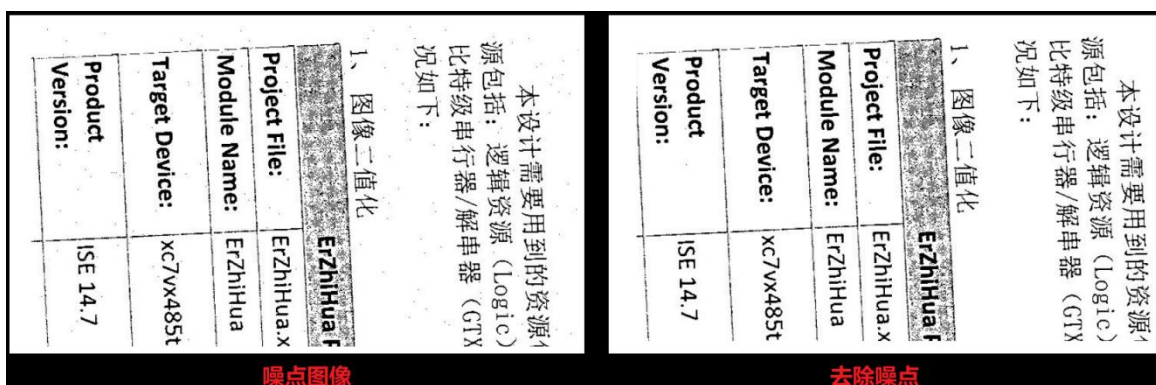 本设计需要用到的资源
源包括: 逻辑资源 (Logic)
比特级串行器/解串器 (GTX
况如下:
1、 图像二值化
ErZhiHua
Project File: ErZhiHua.x
Module Name: ErZhiHua
Target Device: xc7vx485t
Product
Version: ISE 14.7
噪点图像
本设计需要用到的资源
源包括: 逻辑资源 (Logic)
比特级串行器/解串器 (GTX
况如下:
1、 图像二值化
ErZhiHua
Project File: ErZhiHua.x
Module Name: ErZhiHua
Target Device: xc7vx485t
Product
Version: ISE 14.7
去除噪点